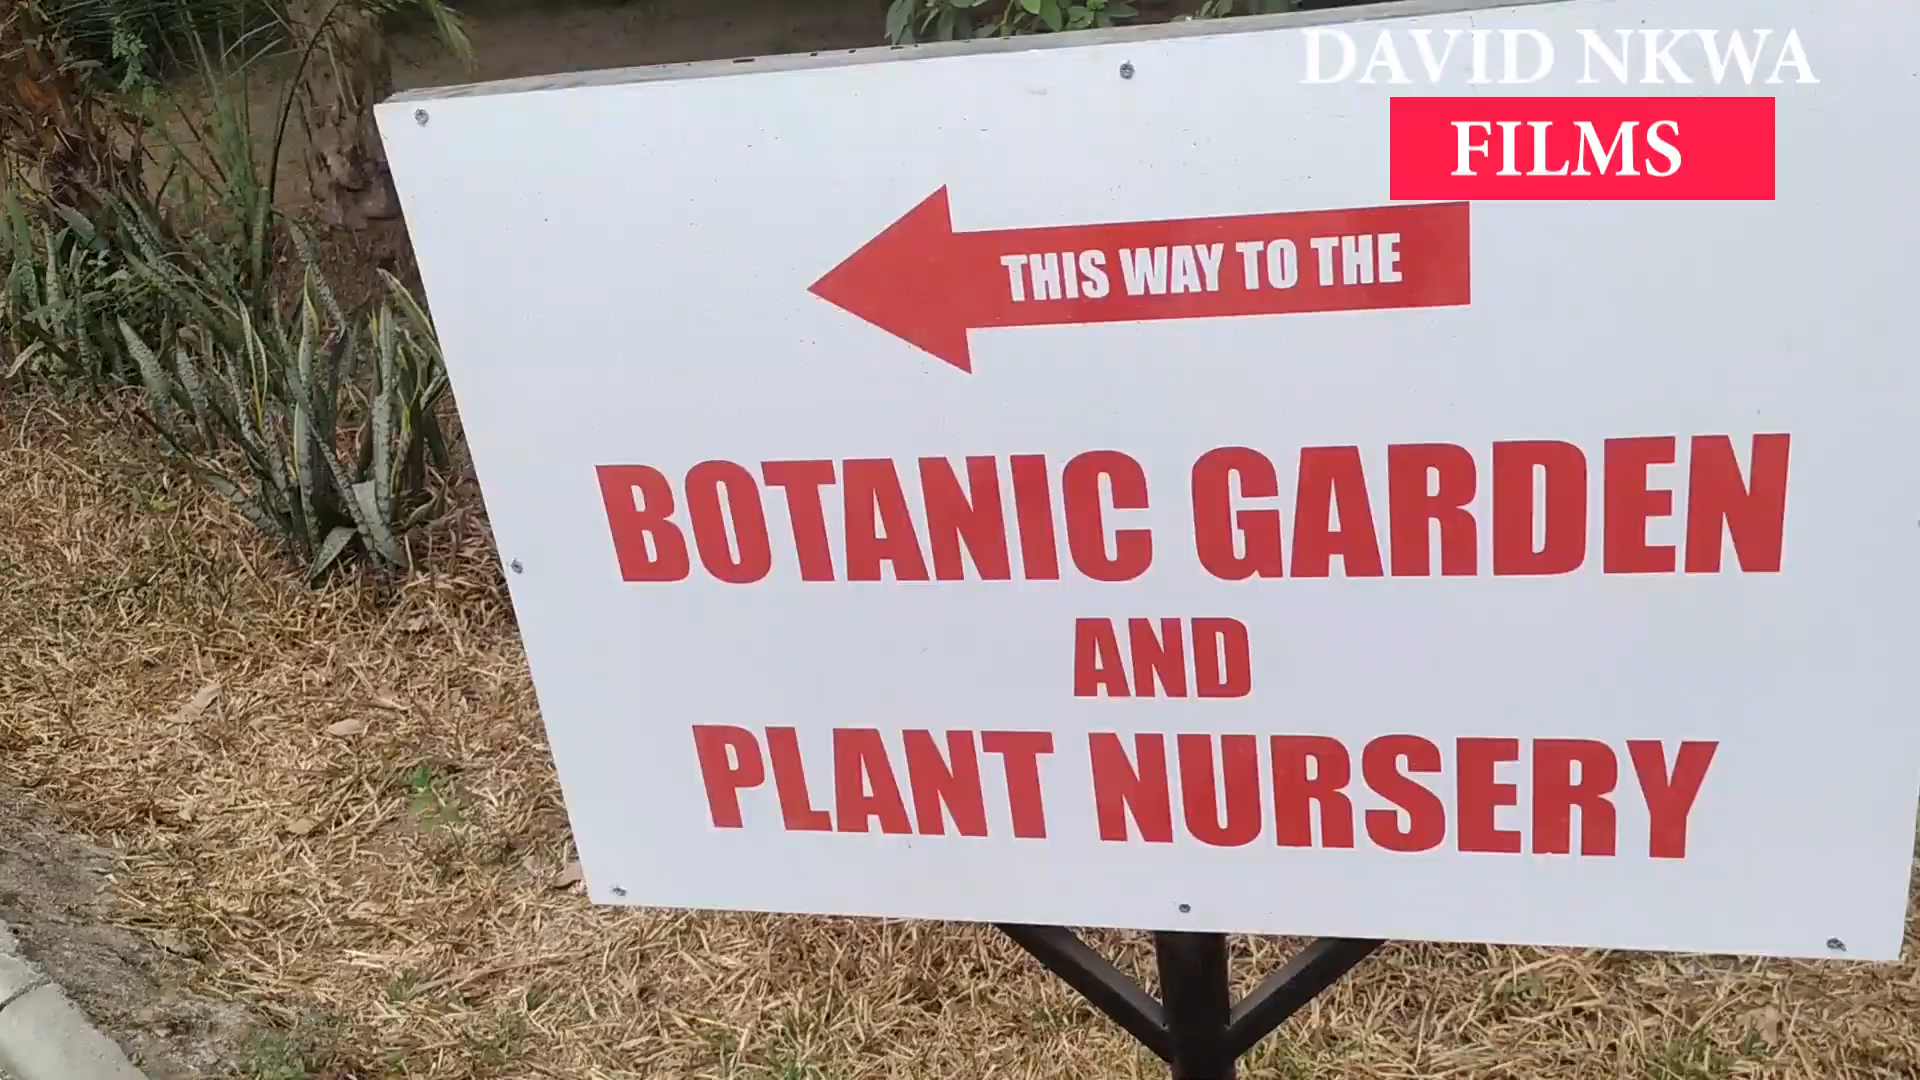 DAVID NKWA
FILMS
THIS WAY TO THE
BOTANIC GARDEN
AND
PLANT NURSERY